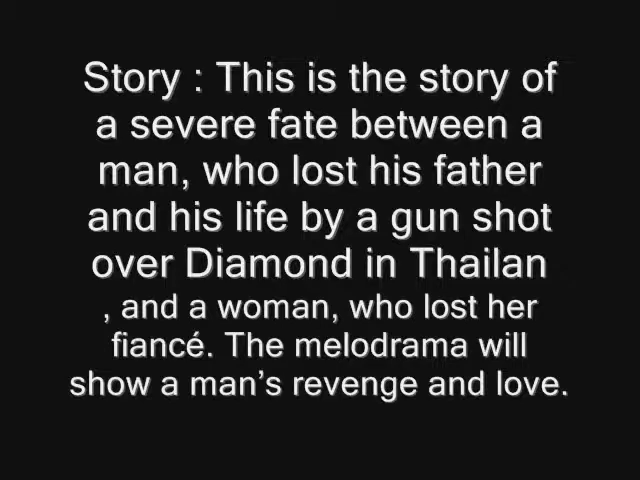 Story : This is the story of
a severe fate between a
man, who lost his father
and his life by a gun shot
over Diamond in Thailan
, and a woman, who lost her
fiancé. The melodrama will
show a man’s revenge and love.